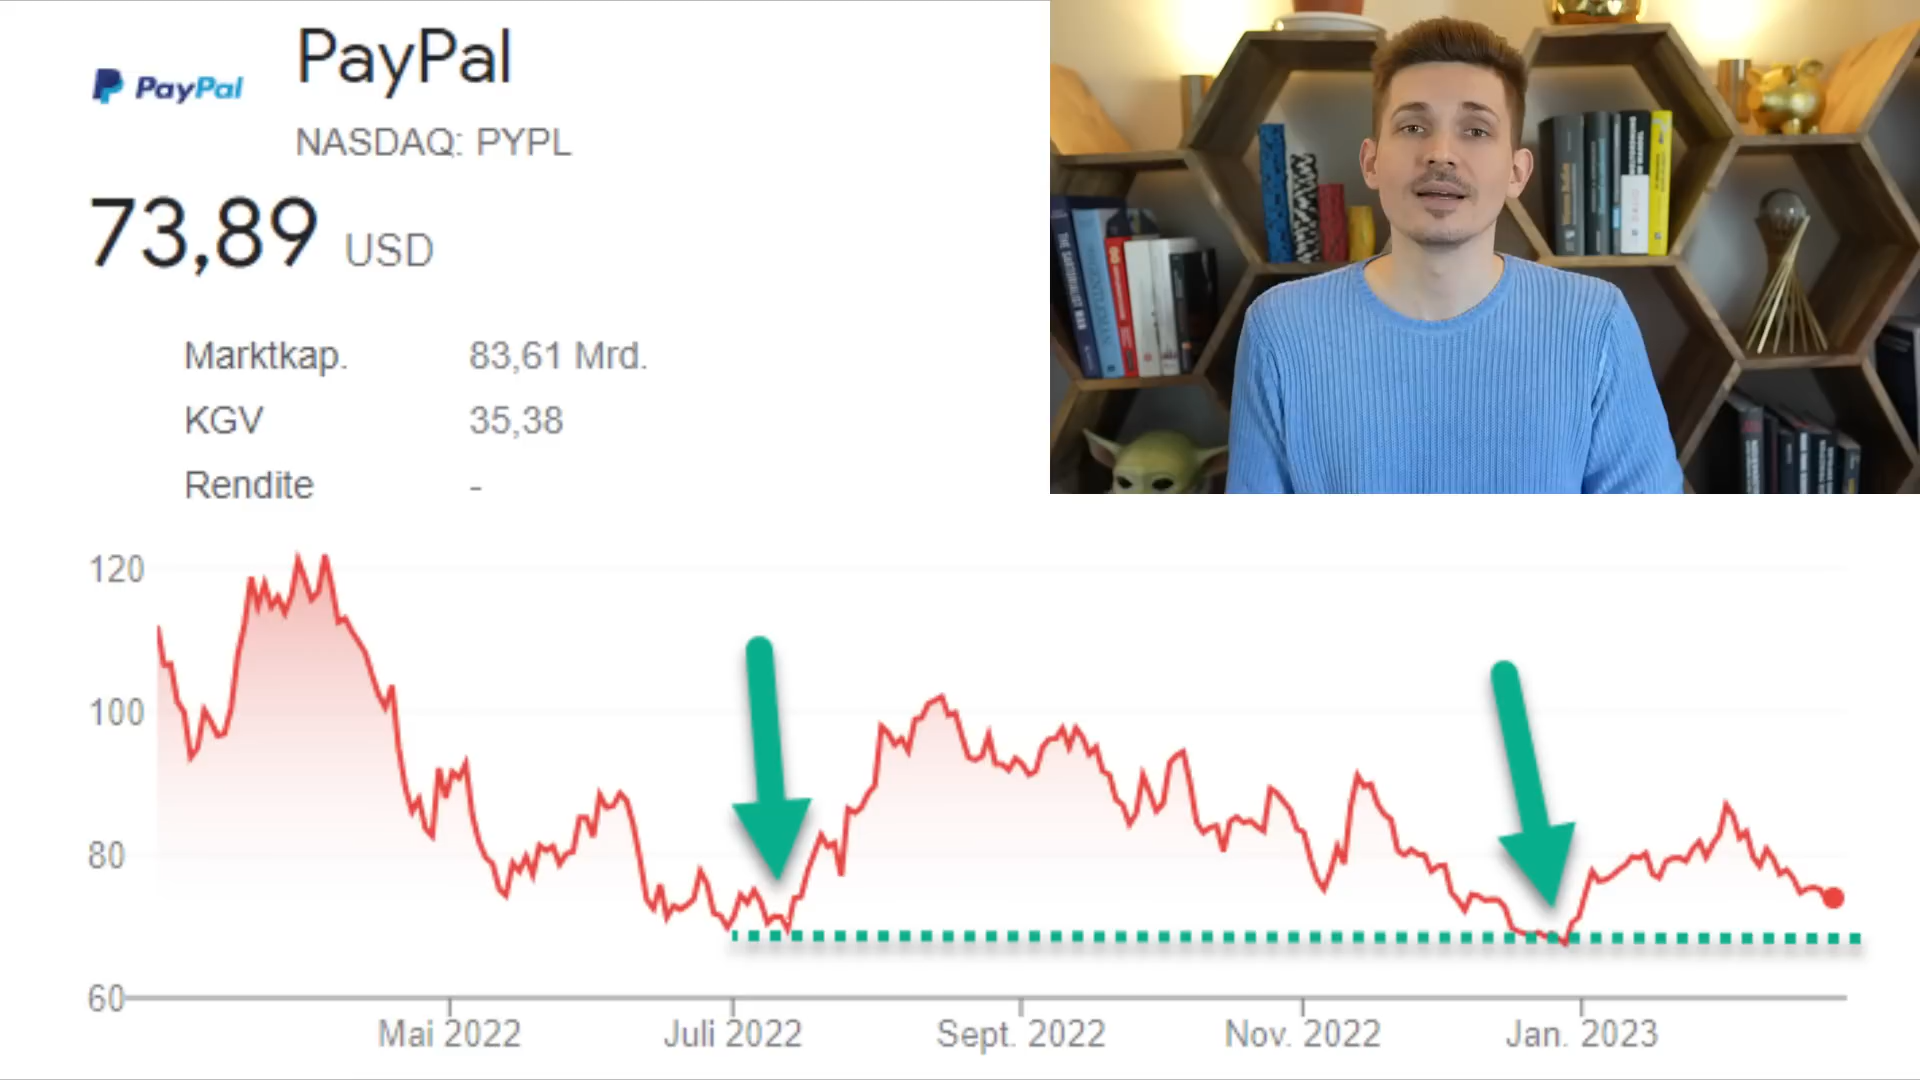 PayPal
PayPal
NASDAQ: PYPL
73,89 USD
Marktkap. 83,61 Mrd.
KGV 35,38
Rendite -
120
100
80
60
Mai 2022 Juli 2022 Sept. 2022 Nov. 2022 Jan. 2023